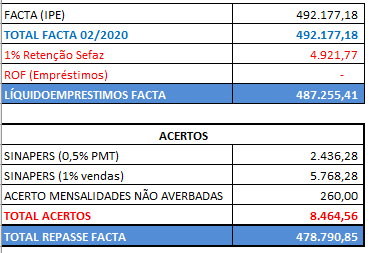 FACTA (IPE) 492.177,18
TOTAL FACTA 02/2020 492.177,18
1% Retenção Sefaz 4.921,77
ROF (Empréstimos) -
LÍQUIDOEMPRESTIMOS FACTA 487.255,41
ACERTOS
SINAPERS (0,5% PMT) 2.436,28
SINAPERS (1% vendas) 5.768,28
ACERTO MENSALIDADES NÃO AVERBADAS 260,00
TOTAL ACERTOS 8.464,56
TOTAL REPASSE FACTA 478.790,85